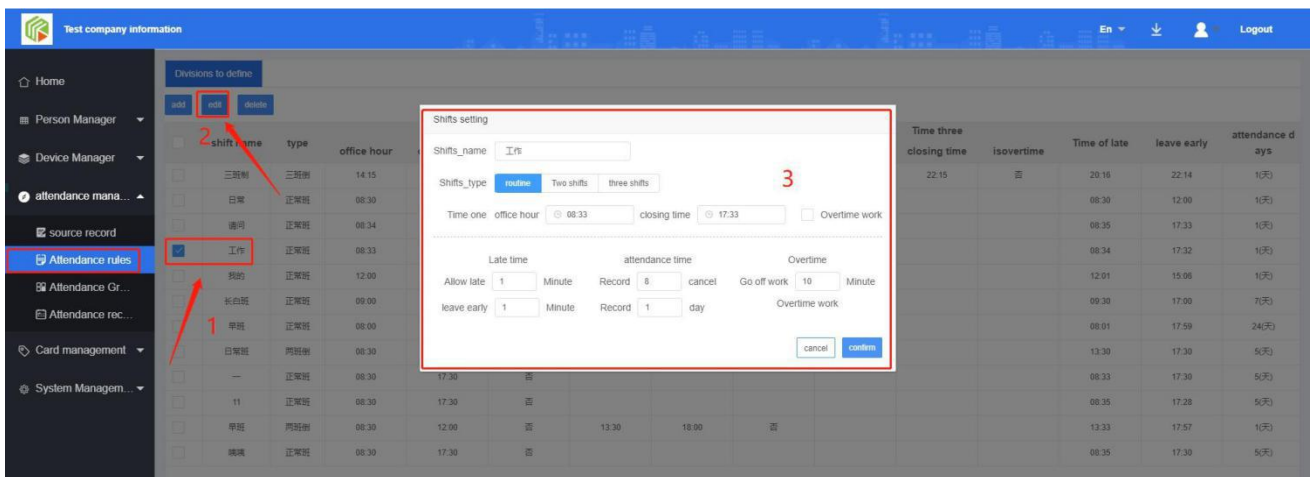 Test company information
En
Logout
Home
Person Manager
Device Manager
attendance mana...
source record
Attendance rules
Attendance Gr...
Attendance rec...
Card management
System Managem...
Divisions to define
add edit delete
2
shift name type office hour Time three closing time isovertime Time of late leave early attendance d ays
三班制 三班制 14:15 22:15 否 20:16 22:14 1(天)
日常 正常班 08:30 08:30 12:00 1(天)
请问 正常班 08:34 08:35 17:33 1(天)
工作 正常班 08:33 08:34 17:32 1(天)
我的 正常班 12:00 12:01 15:06 1(天)
长白班 正常班 09:00 09:30 17:00 7(天)
1
早班 正常班 08:00 08:01 17:59 24(天)
日常班 两班制 08:30 13:30 17:30 5(天)
一 正常班 08:30 17:30 否 08:33 17:30 5(天)
11 正常班 08:30 17:30 否 08:35 17:28 5(天)
早班 两班制 08:30 12:00 否 13:30 18:00 否 13:33 17:57 1(天)
正常班 08:30 17:30 否 08:35 17:30 5(天)
Shifts setting
Shifts_name 工作
Shifts_type routine Two shifts three shifts
3
Time one office hour 08:33 closing time 17:33 Overtime work
Late time attendance time Overtime
Allow late 1 Minute Record 8 cancel Go off work 10 Minute
leave early 1 Minute Record 1 day Overtime work
cancel confirm